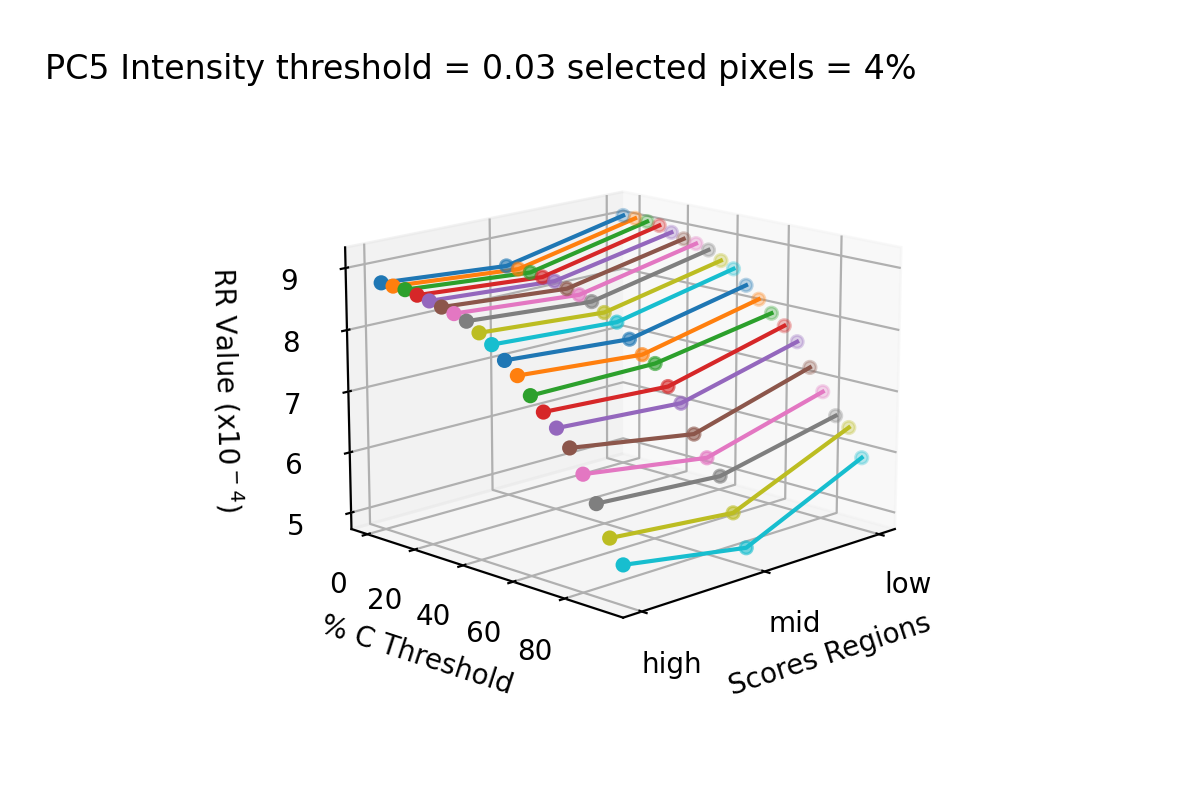 PC5 Intensity threshold = 0.03 selected pixels = 4%
RR Value (x10⁻⁴)
9
8
7
6
5
0
20
40
60
80
% C Threshold
high
mid
low
Scores Regions